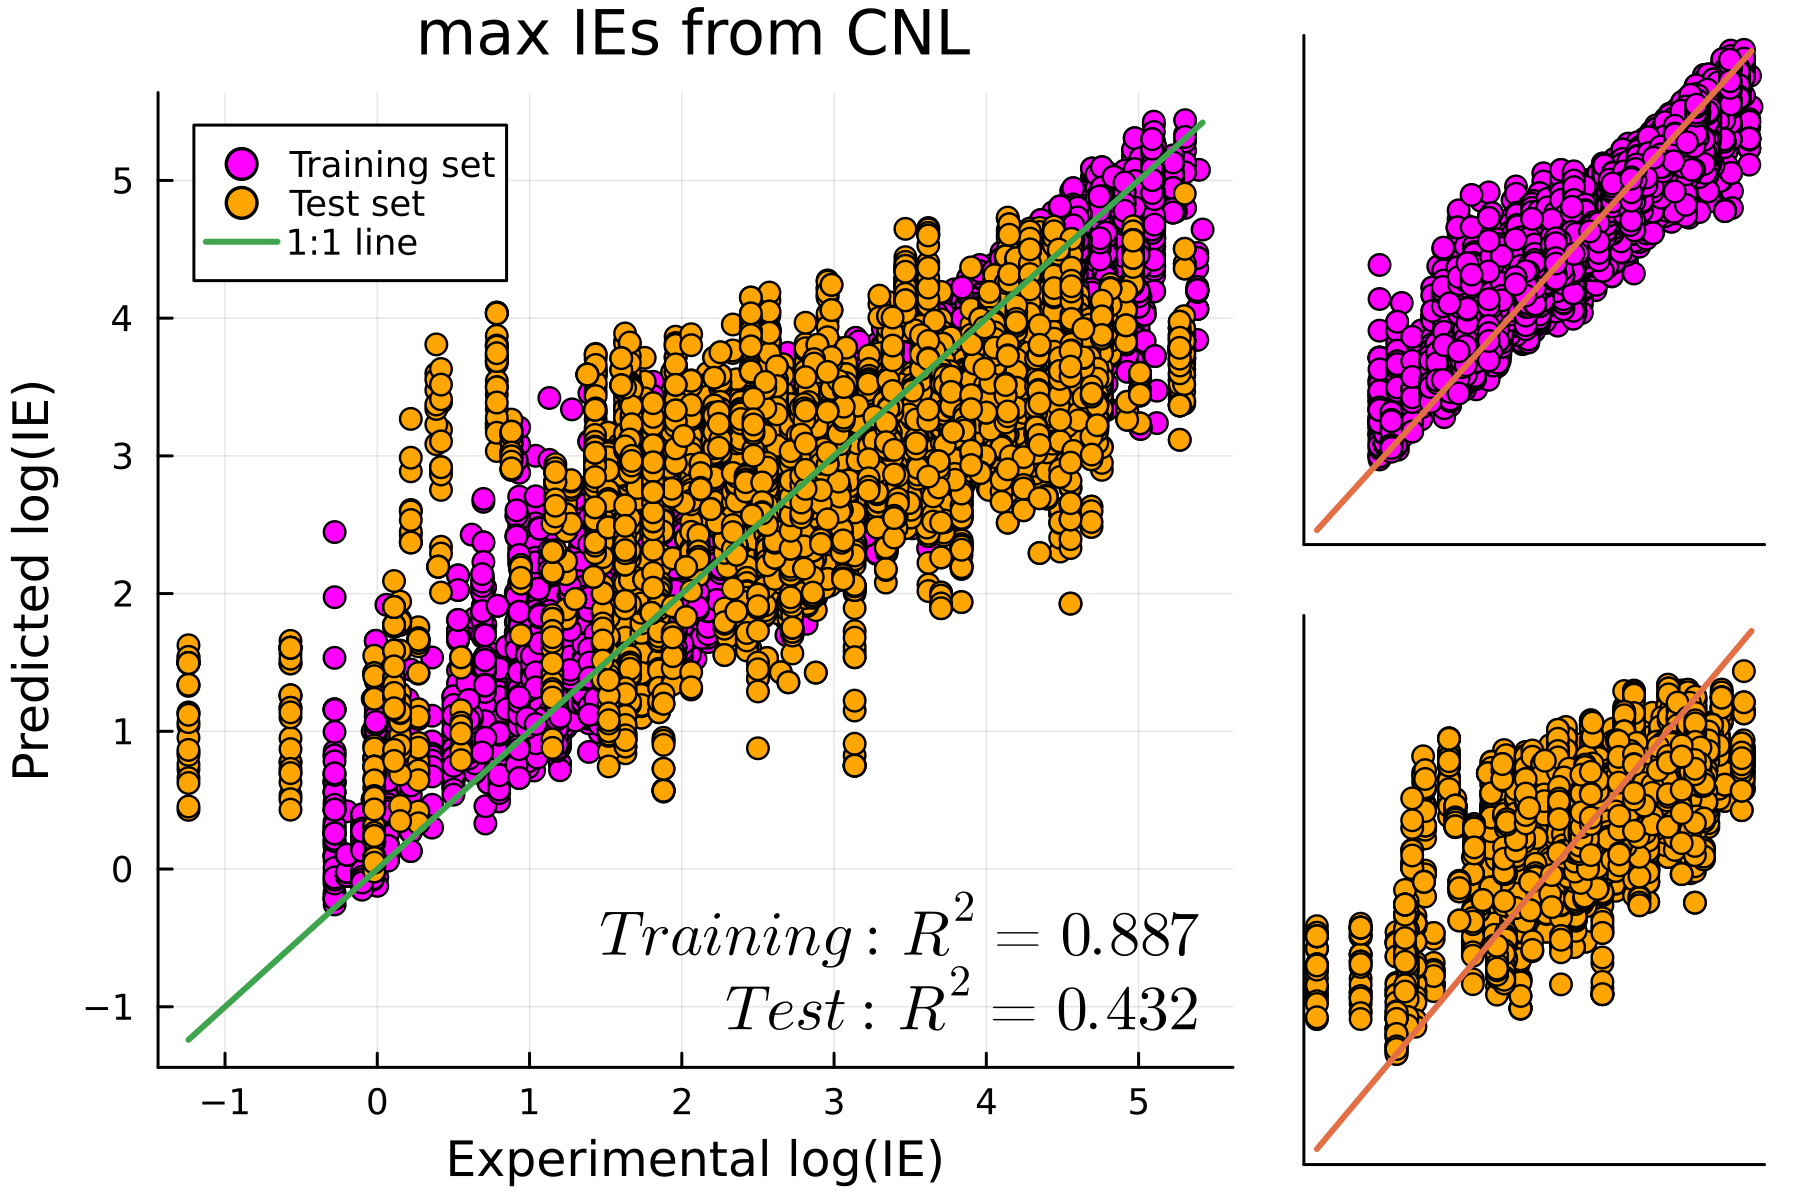 max IEs from CNL
Training set
Test set
1:1 line
5
4
3
2
1
0
−1
Predicted log(IE)
Training : R² = 0.887
Test : R² = 0.432
−1 0 1 2 3 4 5
Experimental log(IE)